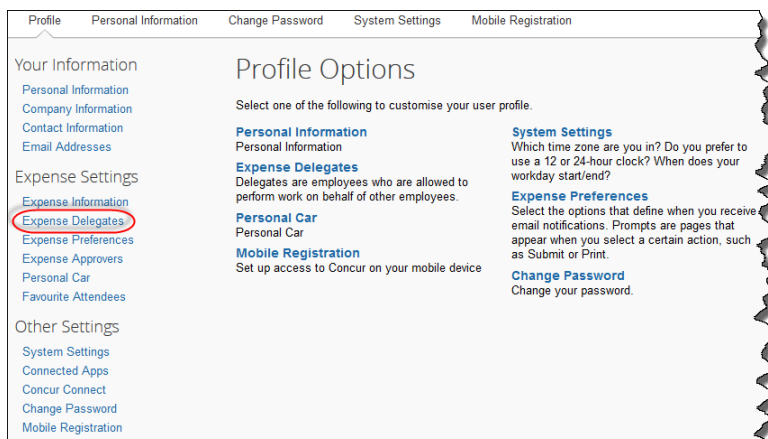 Profile Personal Information Change Password System Settings Mobile Registration
Your Information
Personal Information
Company Information
Contact Information
Email Addresses
Expense Settings
Expense Information
Expense Delegates
Expense Preferences
Expense Approvers
Personal Car
Favourite Attendees
Other Settings
System Settings
Connected Apps
Concur Connect
Change Password
Mobile Registration
Profile Options
Select one of the following to customise your user profile.
Personal Information
Personal Information
Expense Delegates
Delegates are employees who are allowed to
perform work on behalf of other employees.
Personal Car
Personal Car
Mobile Registration
Set up access to Concur on your mobile device
System Settings
Which time zone are you in? Do you prefer to
use a 12 or 24-hour clock? When does your
workday start/end?
Expense Preferences
Select the options that define when you receive
email notifications. Prompts are pages that
appear when you select a certain action, such
as Submit or Print.
Change Password
Change your password.